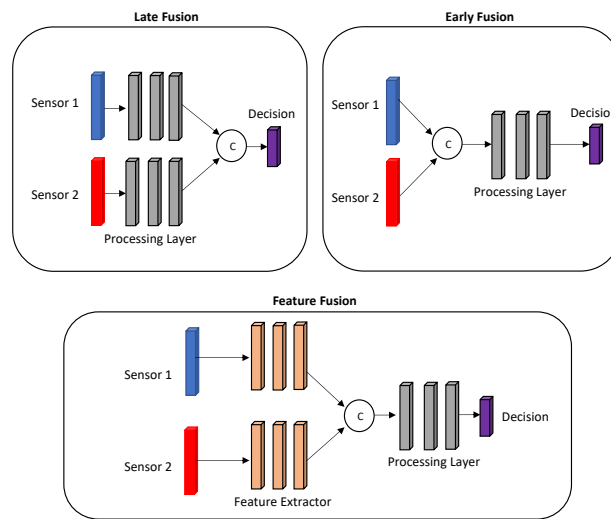 Late Fusion
Sensor 1
Sensor 2
C
Decision
Processing Layer
Early Fusion
Sensor 1
Sensor 2
C
Decisio
Processing Layer
Feature Fusion
Sensor 1
Sensor 2
C
Decision
Processing Layer
Feature Extractor